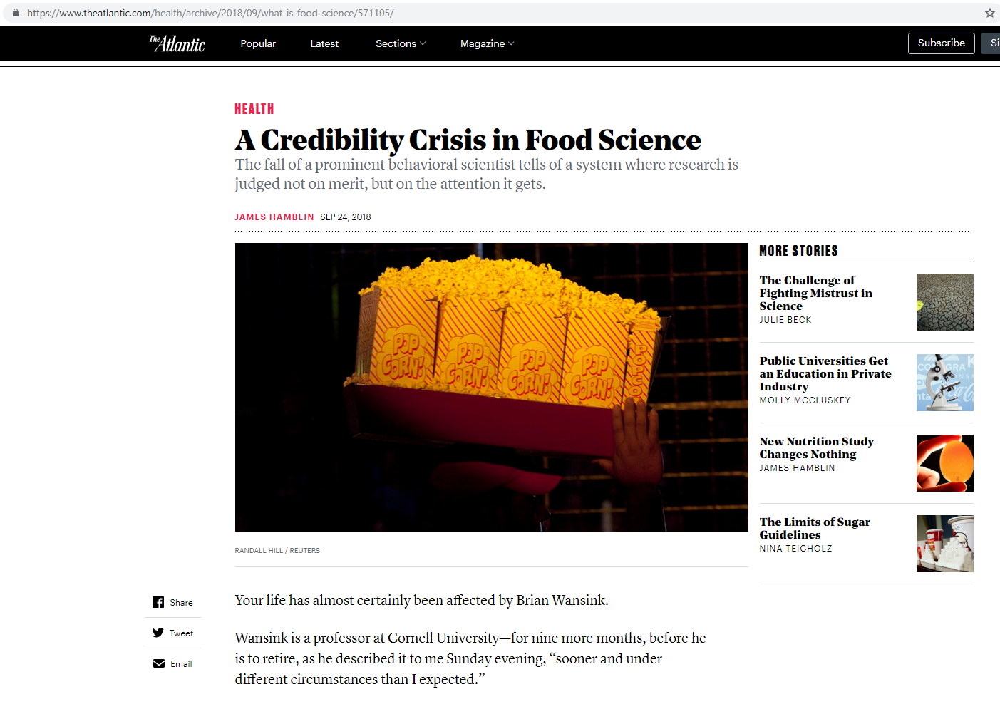 https://www.theatlantic.com/health/archive/2018/09/what-is-food-science/571105/
The Atlantic
Popular
Latest
Sections
Magazine
Subscribe
Si
HEALTH
A Credibility Crisis in Food Science
The fall of a prominent behavioral scientist tells of a system where research is
judged not on merit, but on the attention it gets.
JAMES HAMBLIN SEP 24, 2018
POP CORN!
POP CORN!
POP CORN!
POP CORN!
POPCO
RANDALL HILL / REUTERS
MORE STORIES
The Challenge of
Fighting Mistrust in
Science
JULIE BECK
Public Universities Get
an Education in Private
Industry
MOLLY MCCLUSKEY
New Nutrition Study
Changes Nothing
JAMES HAMBLIN
The Limits of Sugar
Guidelines
NINA TEICHOLZ
Share
Tweet
Email
Your life has almost certainly been affected by Brian Wansink.
Wansink is a professor at Cornell University—for nine more months, before he
is to retire, as he described it to me Sunday evening, “sooner and under
different circumstances than I expected.”